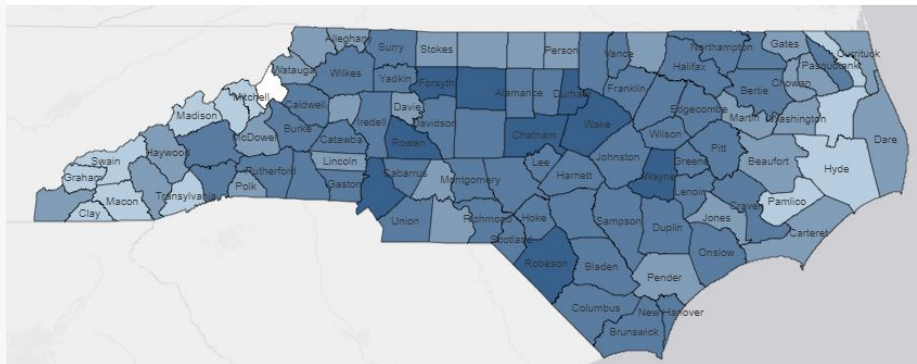 Alleghany
Surry
Stokes
Person
Vance
Northampton
Gates
Currituck
Pasquotank
Watauga
Wilkes
Yadkin
Forsyth
Alamance
Durham
Franklin
Halifax
Bertie
Chowan
Mitchell
Madison
Caldwell
Iredell
Davie
Davidson
Chatham
Wake
Edgecombe
Martin
Washington
Dare
McDowell
Burke
Catawba
Rowan
Wilson
Pitt
Beaufort
Hyde
Haywood
Swain
Graham
Rutherford
Lincoln
Cabarrus
Lee
Johnston
Greene
Wayne
Polk
Gaston
Montgomery
Harnett
Lenoir
Craven
Pamlico
Transylvania
Macon
Clay
Union
Richmond
Hoke
Scotland
Sampson
Duplin
Jones
Carteret
Onslow
Robeson
Bladen
Pender
Columbus
New Hanover
Brunswick